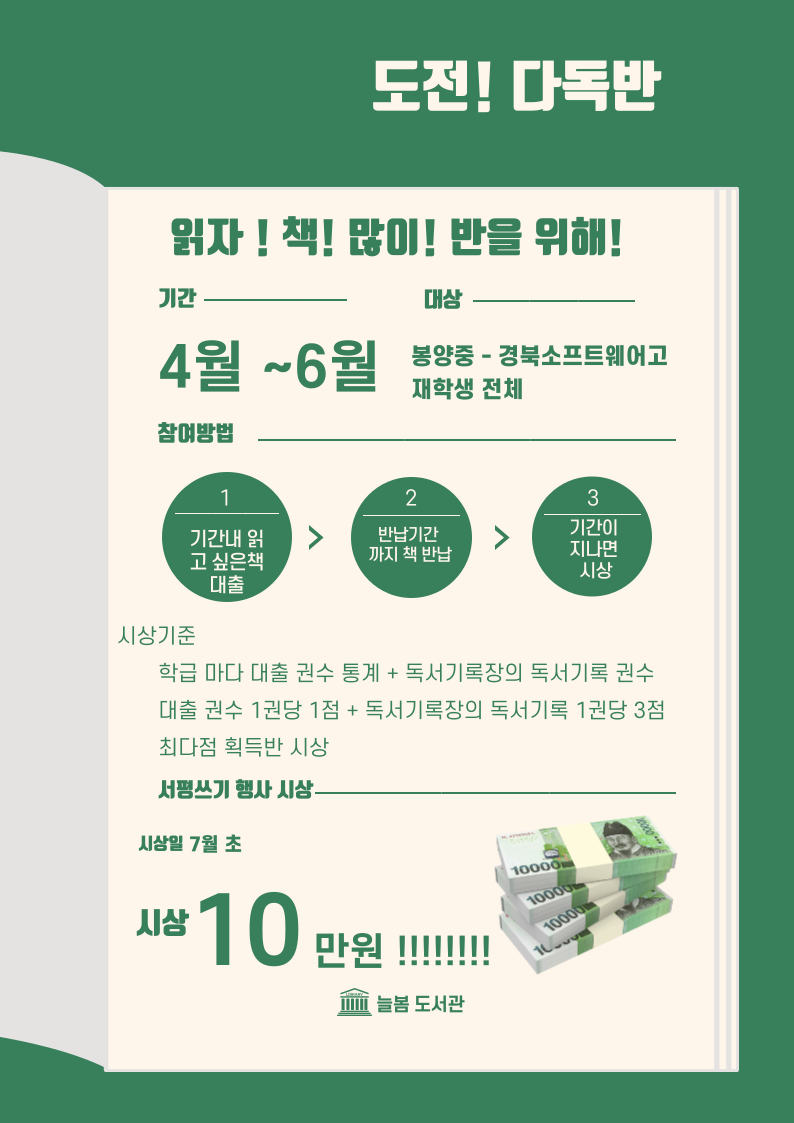 도전! 다독반
읽자 ! 책! 많이! 반을 위해!
기간
대상
4월 ~6월
봉양중 - 경북소프트웨어고
재학생 전체
참여방법
1
기간내 읽
고 싶은책
대출
2
반납기간
까지 책 반납
3
기간이
지나면
시상
시상기준
학급 마다 대출 권수 통계 + 독서기록장의 독서기록 권수
대출 권수 1권당 1점 + 독서기록장의 독서기록 1권당 3점
최다점 획득반 시상
서평쓰기 행사 시상
시상일 7월 초
10000
10000
10000
10000
시상 10 만원 !!!!!!!!
LIBRARY
늘봄 도서관